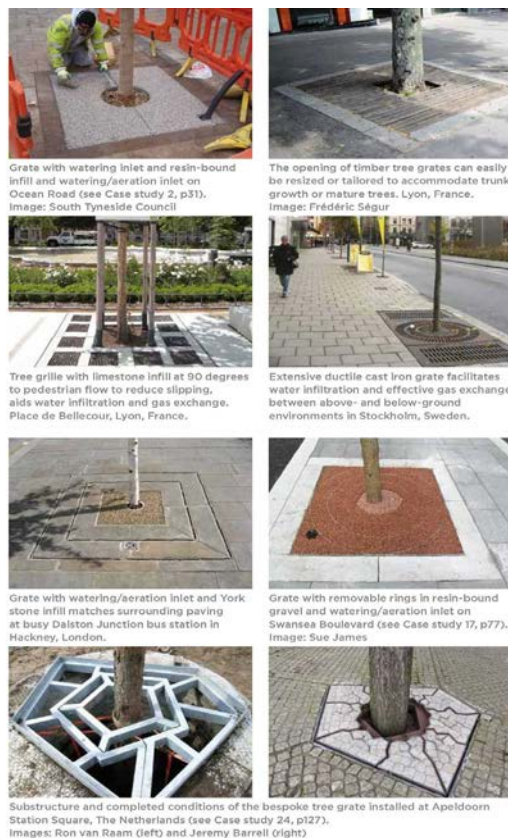 Grate with watering inlet and resin-bound
infill and watering/aeration inlet on
Ocean Road (see Case study 2, p31).
Image: South Tyneside Council
The opening of timber tree grates can easily
be resized or tailored to accommodate trunk
growth or mature trees. Lyon, France.
Image: Frédéric Ségur
Tree grille with limestone infill at 90 degrees
to pedestrian flow to reduce slipping,
aids water infiltration and gas exchange.
Place de Bellecour, Lyon, France.
Extensive ductile cast iron grate facilitates
water infiltration and effective gas exchange
between above- and below-ground
environments in Stockholm, Sweden.
Grate with watering/aeration inlet and York
stone infill matches surrounding paving
at busy Dalston Junction bus station in
Hackney, London.
Grate with removable rings in resin-bound
gravel and watering/aeration inlet on
Swansea Boulevard (see Case study 17, p77).
Image: Sue James
Substructure and completed conditions of the bespoke tree grate installed at Apeldoorn
Station Square, The Netherlands (see Case study 24, p127).
Images: Ron van Raam (left) and Jeremy Barrell (right)